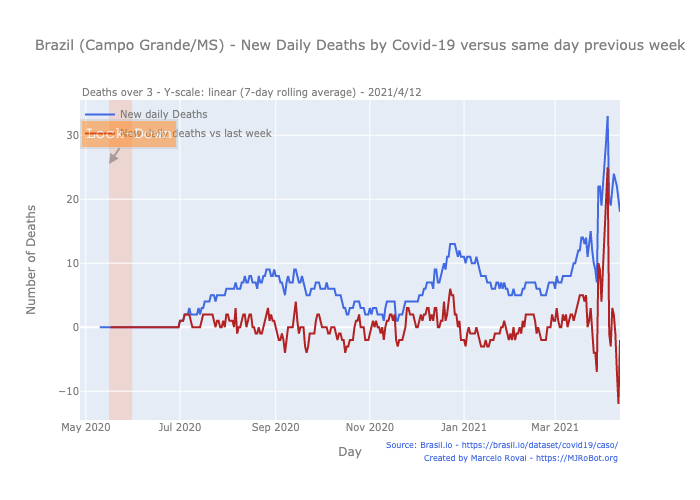 Brazil (Campo Grande/MS) - New Daily Deaths by Covid-19 versus same day previous week
Deaths over 3 - Y-scale: linear (7-day rolling average) - 2021/4/12
New daily Deaths
deaths vs last week
Lock Down
30
20
10
0
−10
Number of Deaths
May 2020
Jul 2020
Sep 2020
Nov 2020
Jan 2021
Mar 2021
Day
Source: Brasil.io - https://brasil.io/dataset/covid19/caso/
Created by Marcelo Rovai - https://MJRoBot.org